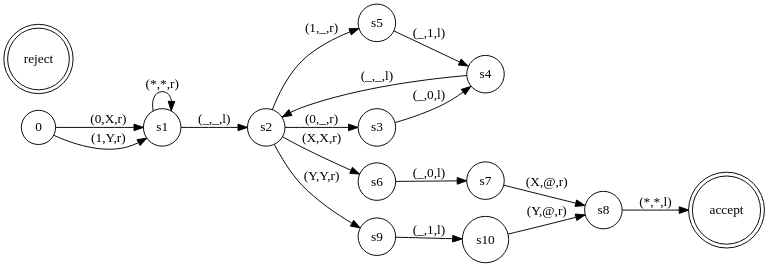 (1,_,r)
s5
(_,1,l)
reject
(*,*,r)
(_,_,l)
s4
(_,0,l)
0
(0,X,r)
(1,Y,r)
s1
(_,_,l)
s2
(0,_,r)
(X,X,r)
s3
(Y,Y,r)
s6
(_,0,l)
s7
(X,@,r)
s9
(_,1,l)
s10
(Y,@,r)
s8
(*,*,l)
accept